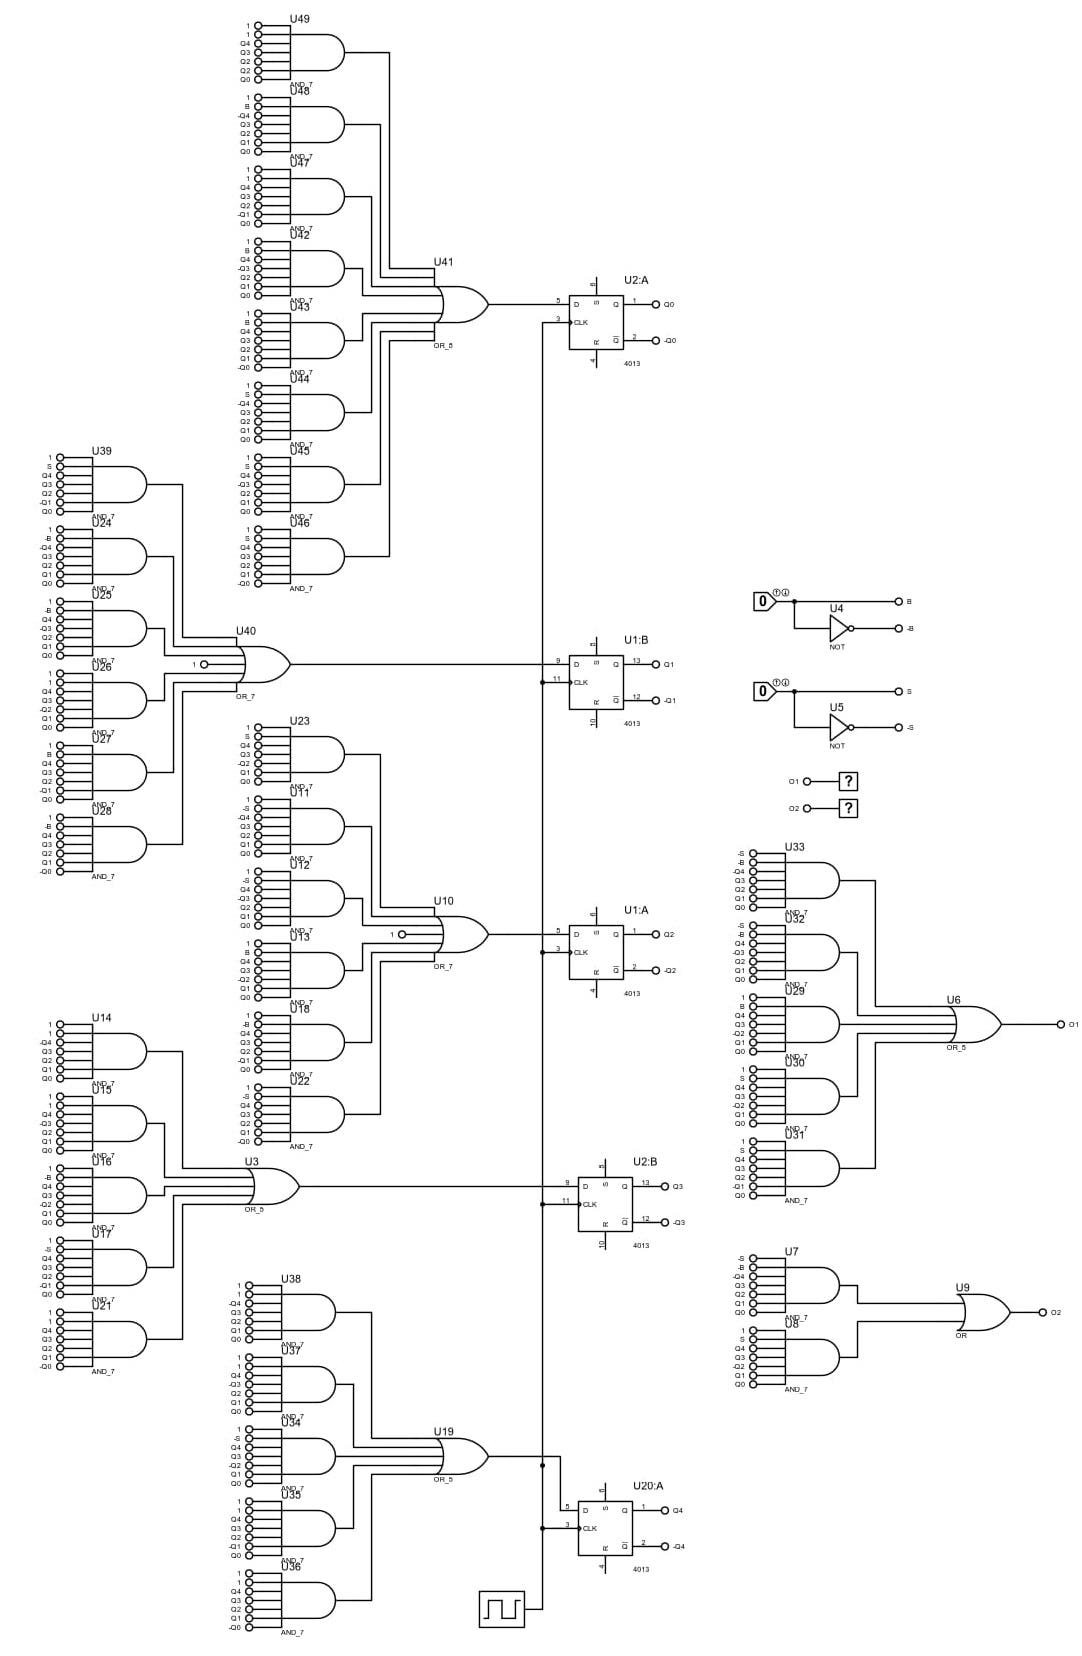 U49
1
1
Q4
Q3
Q2
Q2
Q0
AND_7
U48
1
B
-Q4
Q3
Q2
Q1
Q0
AND_7
U47
1
1
Q4
Q3
Q2
-Q1
Q0
AND_7
U42
1
B
Q4
-Q3
Q2
Q1
Q0
AND_7
U43
1
B
Q4
Q3
Q2
Q1
-Q0
AND_7
U44
1
S
-Q4
Q3
Q2
Q1
Q0
AND_7
U45
1
S
Q4
-Q3
Q2
Q1
Q0
AND_7
U46
1
S
Q4
Q3
Q2
Q1
-Q0
AND_7
U41
OR_8
U2:A
5
D
S
Q
1
Q0
3
CLK
R
Q
2
-Q0
6
4
4013
U39
1
S
Q4
Q3
Q2
-Q1
Q0
AND_7
U24
1
-B
-Q4
Q3
Q2
Q1
Q0
AND_7
U25
1
-B
Q4
-Q3
Q2
Q1
Q0
AND_7
U26
1
1
Q4
Q3
-Q2
Q1
Q0
AND_7
U27
1
B
Q4
Q3
Q2
-Q1
Q0
AND_7
U28
1
-B
Q4
Q3
Q2
Q1
-Q0
AND_7
U40
1
OR_7
U1:B
9
D
S
Q
13
Q1
11
CLK
R
Q
12
-Q1
8
10
4013
U23
1
S
Q4
Q3
-Q2
Q1
Q0
AND_7
U11
1
-S
-Q4
Q3
Q2
Q1
Q0
AND_7
U12
1
-S
Q4
-Q3
Q2
Q1
Q0
AND_7
U13
1
B
Q4
Q3
-Q2
Q1
Q0
AND_7
U18
1
-B
Q4
Q3
Q2
-Q1
Q0
AND_7
U22
1
-S
Q4
Q3
Q2
Q1
-Q0
AND_7
U10
1
OR_7
U1:A
5
D
S
Q
1
Q2
3
CLK
R
Q
2
-Q2
6
4
4013
U14
1
1
-Q4
Q3
Q2
Q1
Q0
AND_7
U15
1
1
Q4
-Q3
Q2
Q1
Q0
AND_7
U16
1
-B
Q4
Q3
-Q2
Q1
Q0
AND_7
U17
1
-S
Q4
Q3
Q2
-Q1
Q0
AND_7
U21
1
1
Q4
Q3
Q2
Q1
-Q0
AND_7
U3
OR_5
U2:B
9
D
S
Q
13
Q3
11
CLK
R
Q
12
-Q3
8
10
4013
U38
1
1
-Q4
Q3
Q2
Q1
Q0
AND_7
U37
1
1
Q4
-Q3
Q2
Q1
Q0
AND_7
U34
1
-S
Q4
Q3
-Q2
Q1
Q0
AND_7
U35
1
1
Q4
Q3
Q2
-Q1
Q0
AND_7
U36
1
1
Q4
Q3
Q2
Q1
-Q0
AND_7
U19
OR_5
U20:A
5
D
S
Q
1
Q4
3
CLK
R
Q
2
-Q4
6
4
4013
0
B
U4
-B
NOT
0
S
U5
-S
NOT
O1
?
O2
?
U33
-S
-B
-Q4
Q3
Q2
Q1
Q0
AND_7
U32
-S
-B
Q4
-Q3
Q2
Q1
Q0
AND_7
U29
1
B
Q4
Q3
-Q2
Q1
Q0
AND_7
U30
1
S
Q4
Q3
-Q2
Q1
Q0
AND_7
U31
1
S
Q4
Q3
Q2
-Q1
Q0
AND_7
U6
OR_5
O1
U7
-S
-B
-Q4
Q3
Q2
Q1
Q0
AND_7
U8
1
S
Q4
Q3
-Q2
Q1
Q0
AND_7
U9
OR
O2